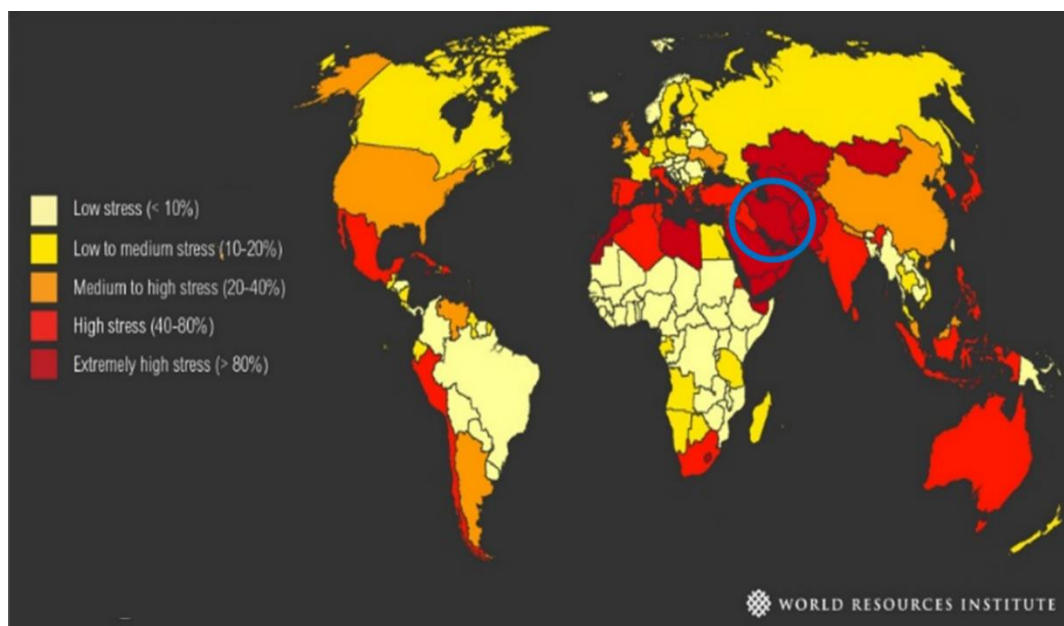 Low stress (< 10%)
Low to medium stress (10-20%)
Medium to high stress (20-40%)
High stress (40-80%)
Extremely high stress (> 80%)
WORLD RESOURCES INSTITUTE